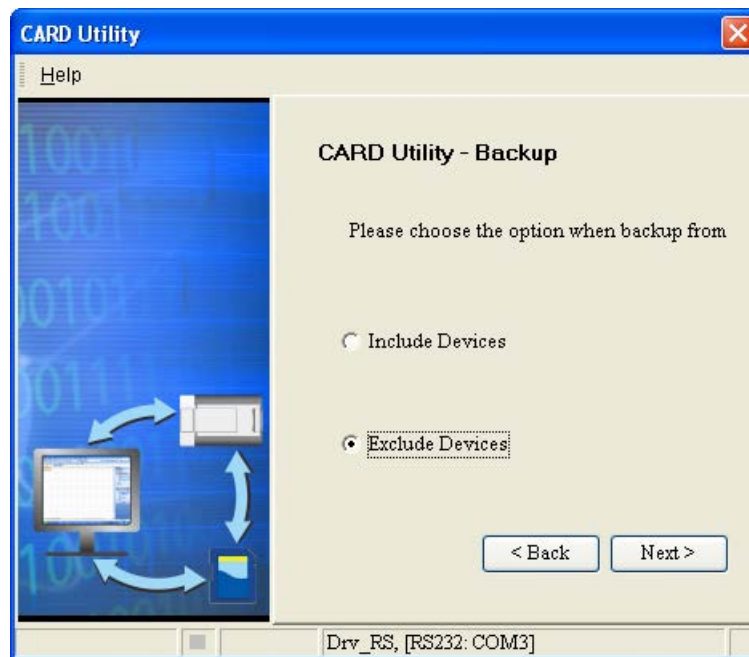 CARD Utility
Help
CARD Utility - Backup
Please choose the option when backup from
Include Devices
Exclude Devices
< Back
Next >
Drv_RS, [RS232: COM3]